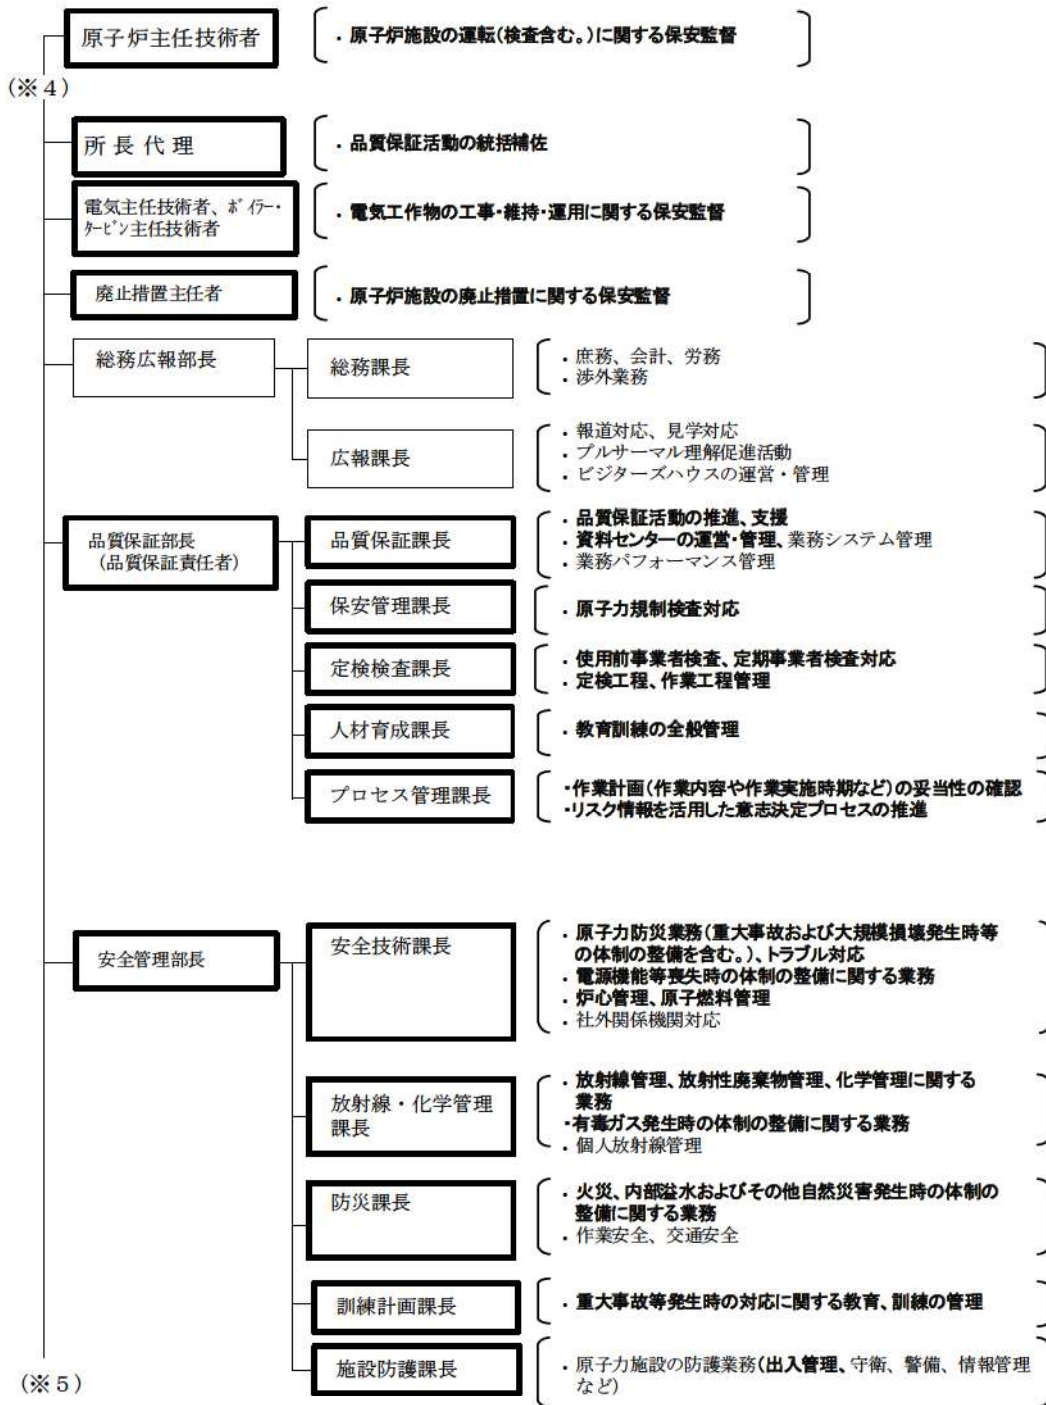 原子炉主任技術者
・原子炉施設の運転(検査含む。)に関する保安監督
(※4)
所長代理
・品質保証活動の統括補佐
電気主任技術者、ﾎﾞｲﾗｰ・
ﾀｰﾋﾞﾝ主任技術者
・電気工作物の工事・維持・運用に関する保安監督
廃止措置主任者
・原子炉施設の廃止措置に関する保安監督
総務広報部長
総務課長
・庶務、会計、労務
・渉外業務
広報課長
・報道対応、見学対応
・プルサーマル理解促進活動
・ビジターズハウスの運営・管理
品質保証部長
(品質保証責任者)
品質保証課長
・品質保証活動の推進、支援
・資料センターの運営・管理、業務システム管理
・業務パフォーマンス管理
保安管理課長
・原子力規制検査対応
定検検査課長
・使用前事業者検査、定期事業者検査対応
・定検工程、作業工程管理
人材育成課長
・教育訓練の全般管理
プロセス管理課長
・作業計画(作業内容や作業実施時期など)の妥当性の確認
・リスク情報を活用した意志決定プロセスの推進
安全管理部長
安全技術課長
・原子力防災業務(重大事故および大規模損壊発生時等
の体制の整備を含む。)、トラブル対応
・電源機能等喪失時の体制の整備に関する業務
・炉心管理、原子燃料管理
・社外関係機関対応
放射線・化学管理
課長
・放射線管理、放射性廃棄物管理、化学管理に関する
業務
・有毒ガス発生時の体制の整備に関する業務
・個人放射線管理
防災課長
・火災、内部溢水およびその他自然災害発生時の体制の
整備に関する業務
・作業安全、交通安全
訓練計画課長
・重大事故等発生時の対応に関する教育、訓練の管理
施設防護課長
・原子力施設の防護業務(出入管理、守衛、警備、情報管理
など)
(※5)